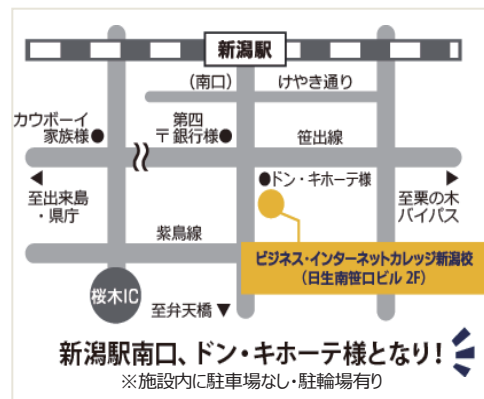 新潟駅
(南口)
けやき通り
カウボーイ
家族様●
第四
〒銀行様●
笹出線
◀
至出来島
・県庁
●ドン・キホーテ様
▶
至栗の木
バイパス
紫鳥線
ビジネス・インターネットカレッジ新潟校
(日生南笹口ビル 2F)
桜木IC
至弁天橋▼
新潟駅南口、ドン・キホーテ様となり!
※施設内に駐車場なし・駐輪場有り